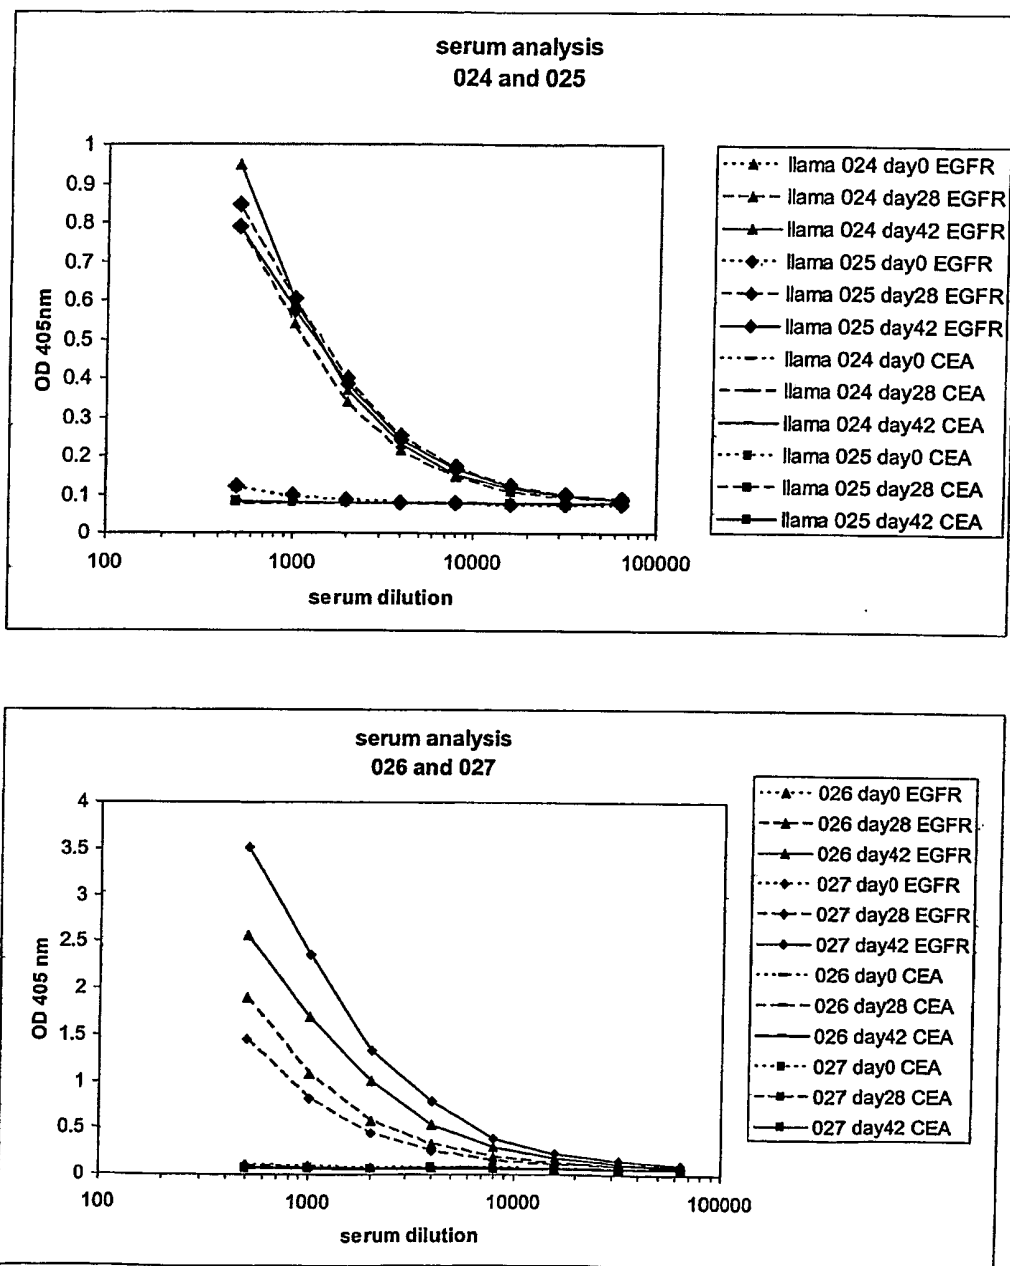 serum analysis
024 and 025
1
0.9
0.8
0.7
0.6
0.5
0.4
0.3
0.2
0.1
0
OD 405nm
100
1000
10000
100000
serum dilution
llama 024 day0 EGFR
llama 024 day28 EGFR
llama 024 day42 EGFR
llama 025 day0 EGFR
llama 025 day28 EGFR
llama 025 day42 EGFR
llama 024 day0 CEA
llama 024 day28 CEA
llama 024 day42 CEA
llama 025 day0 CEA
llama 025 day28 CEA
llama 025 day42 CEA
serum analysis
026 and 027
4
3.5
3
2.5
2
1.5
1
0.5
0
OD 405 nm
100
1000
10000
100000
serum dilution
026 day0 EGFR
026 day28 EGFR
026 day42 EGFR
027 day0 EGFR
027 day28 EGFR
027 day42 EGFR
026 day0 CEA
026 day28 CEA
026 day42 CEA
027 day0 CEA
027 day28 CEA
027 day42 CEA